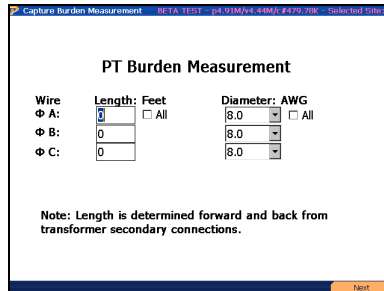 Capture Burden Measurement BETA TEST - p4.91M/v4.44M/c#479.78K - Selected Site:
PT Burden Measurement
Wire Length: Feet Diameter: AWG
Φ A: 0 All 8.0 All
Φ B: 0 8.0
Φ C: 0 8.0
Note: Length is determined forward and back from
transformer secondary connections.
Next